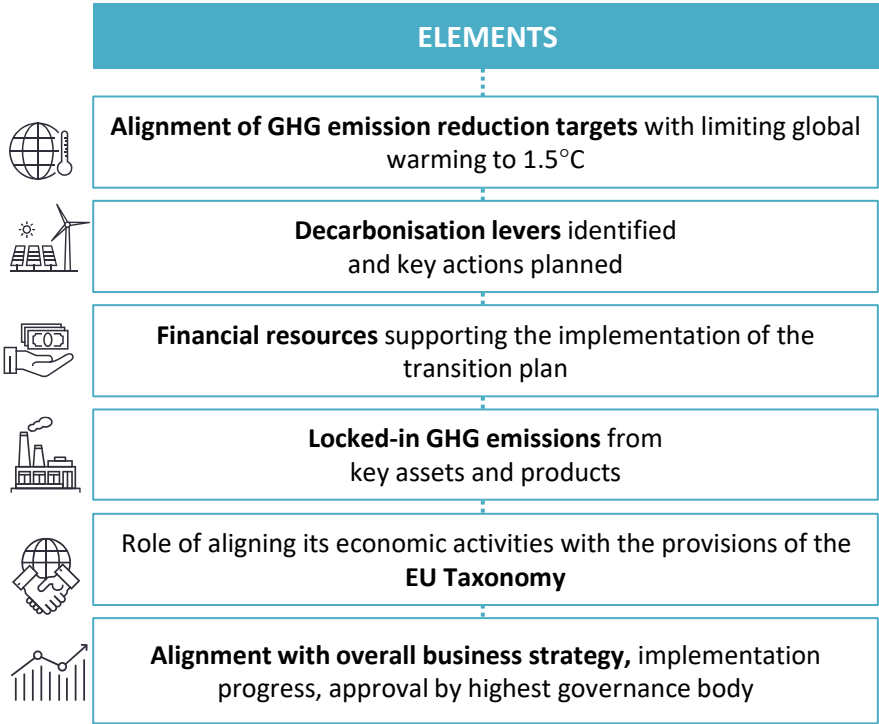 ELEMENTS
Alignment of GHG emission reduction targets with limiting global
warming to 1.5°C
Decarbonisation levers identified
and key actions planned
Financial resources supporting the implementation of the
transition plan
Locked-in GHG emissions from
key assets and products
Role of aligning its economic activities with the provisions of the
EU Taxonomy
Alignment with overall business strategy, implementation
progress, approval by highest governance body